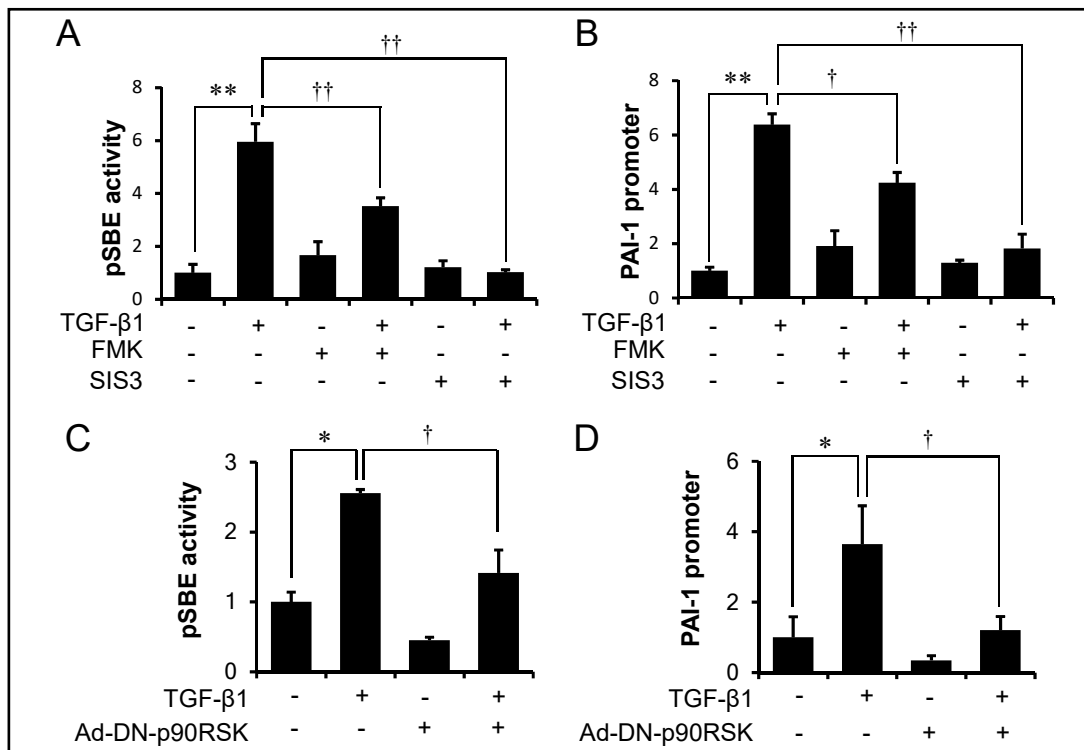 A
††
**
††
pSBE activity
8
6
4
2
0
TGF-β1 - + - + - +
FMK - - + + - -
SIS3 - - - - + +
B
††
**
†
PAI-1 promoter
8
6
4
2
0
TGF-β1 - + - + - +
FMK - - + + - -
SIS3 - - - - + +
C
*
†
pSBE activity
3
2
1
0
TGF-β1 - + - +
Ad-DN-p90RSK - - + +
D
*
†
PAI-1 promoter
6
4
2
0
TGF-β1 - + - +
Ad-DN-p90RSK - - + +